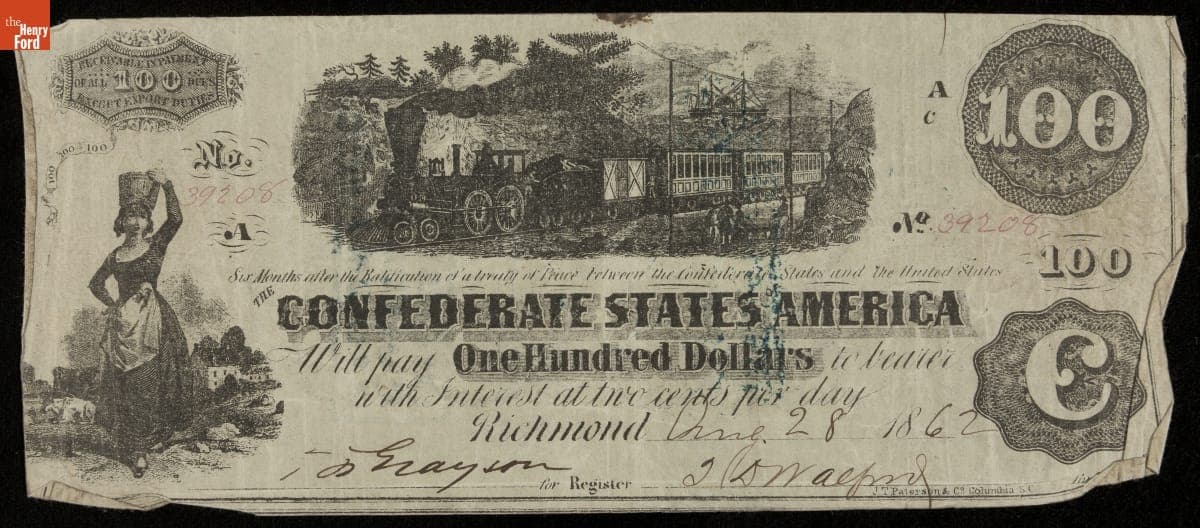 the
Henry
Ford
RECEIVABLE IN PAYMENT
OF ALL 100 DUES
EXCEPT EXPORT DUTIES
100 100 100 100
No.
39208
A
A
c
100
No. 39208
100
Six Months after the Ratification of a treaty of Peace between the Confederate States and the United States
THE
CONFEDERATE STATES OF AMERICA
Will pay One Hundred Dollars to bearer
with Interest at two cents per day
C
Richmond Aug. 28 1862
Grayson
for Register
J.T. Paterson & Co. Columbia S.C.